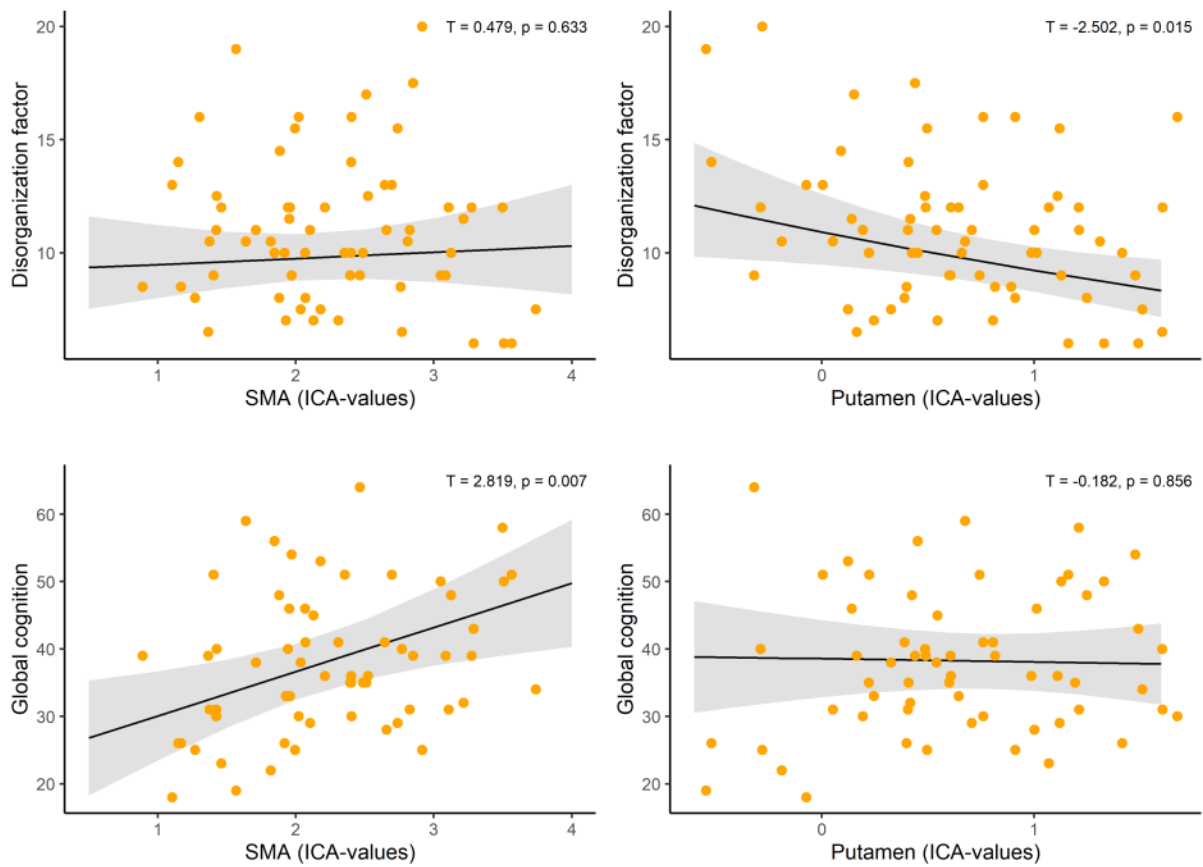 T = 0.479, p = 0.633
Disorganization factor
20
15
10
1
2
3
4
SMA (ICA-values)
T = -2.502, p = 0.015
Disorganization factor
20
15
10
0
1
Putamen (ICA-values)
T = 2.819, p = 0.007
Global cognition
60
50
40
30
20
1
2
3
4
SMA (ICA-values)
T = -0.182, p = 0.856
Global cognition
60
50
40
30
20
0
1
Putamen (ICA-values)